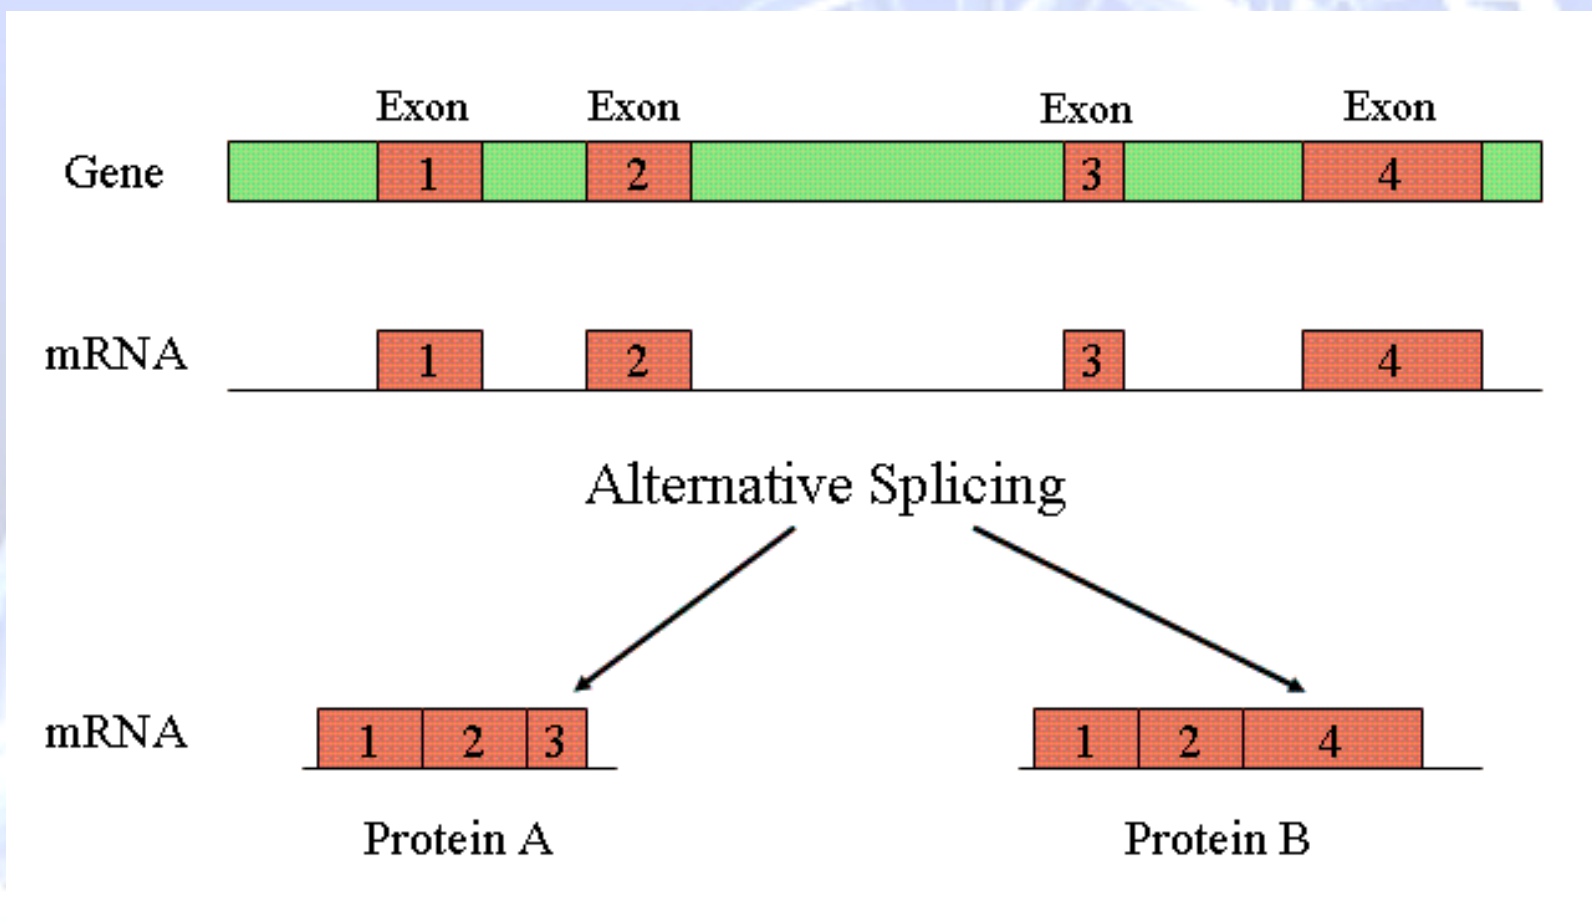 Exon Exon Exon Exon
Gene 1 2 3 4
mRNA 1 2 3 4
Alternative Splicing
mRNA 1 2 3 1 2 4
Protein A Protein B